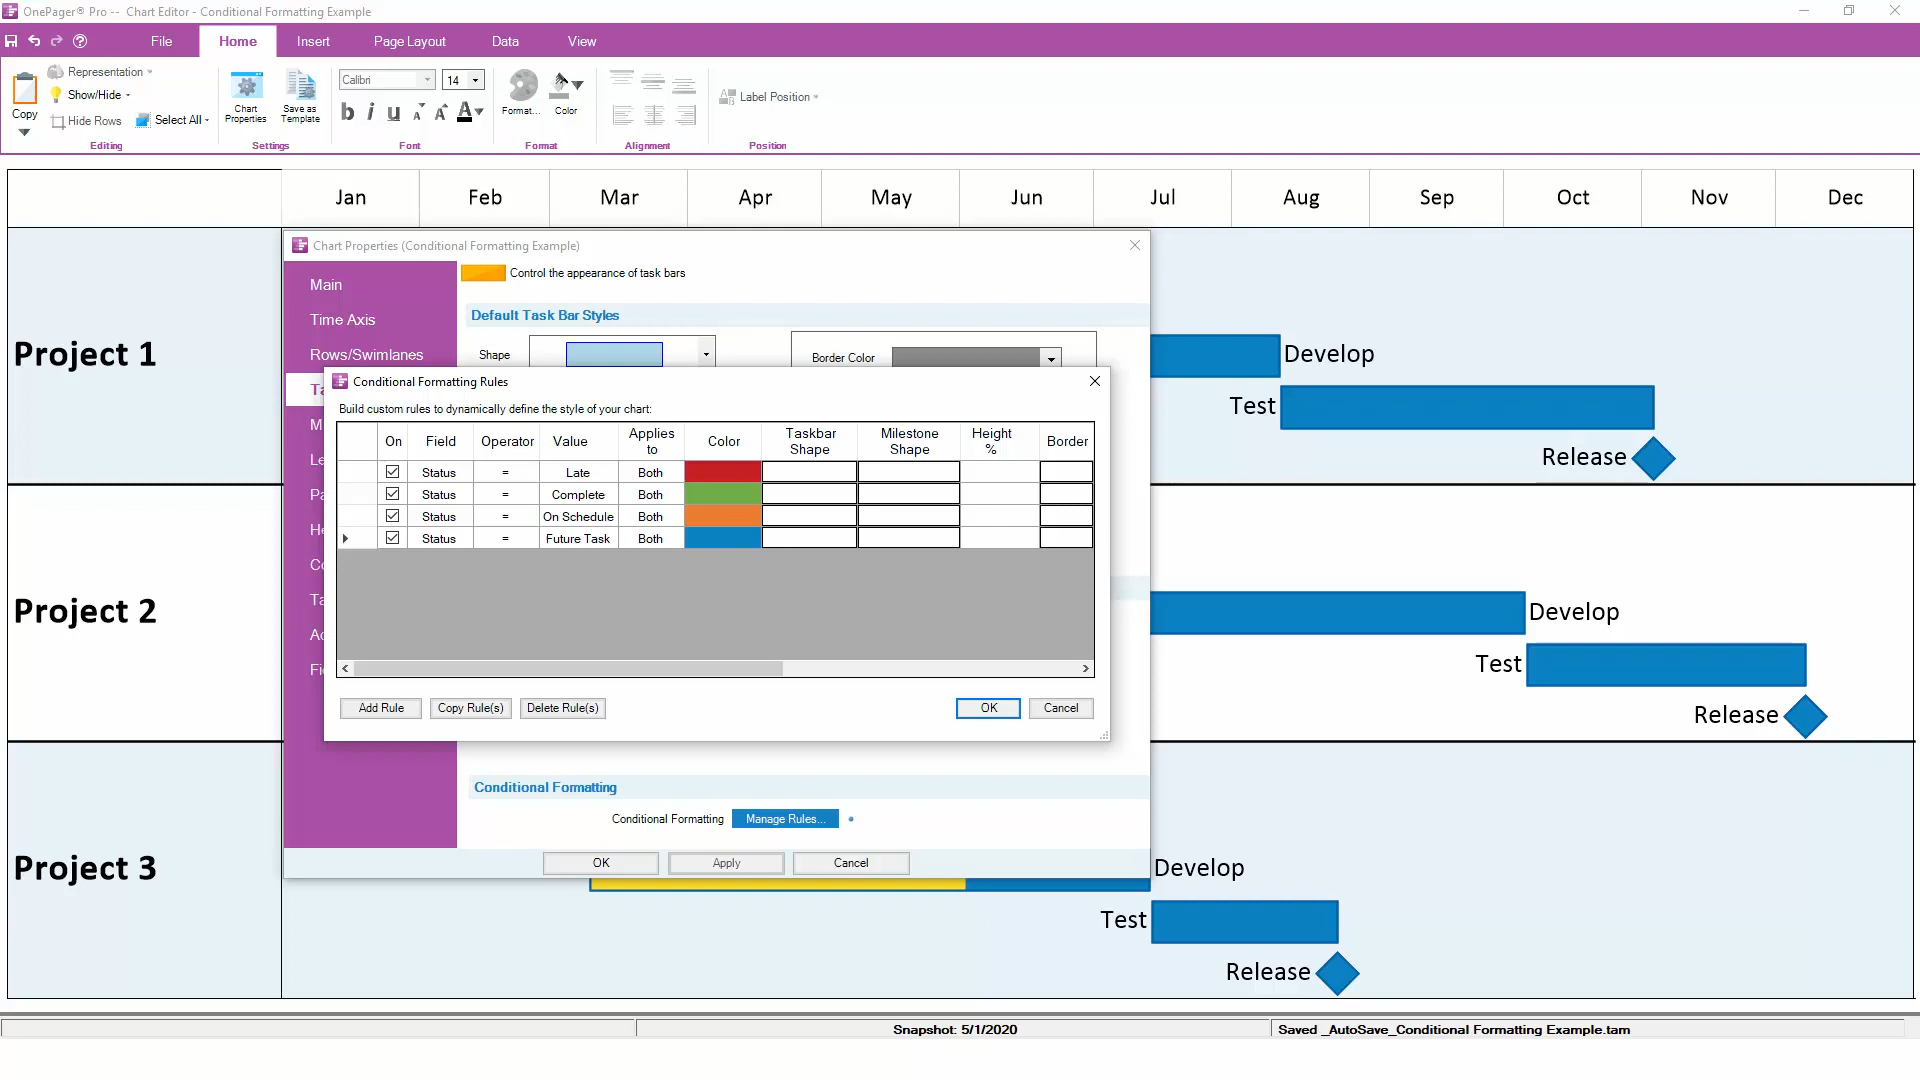 OnePager® Pro -- Chart Editor - Conditional Formatting Example
File Home Insert Page Layout Data View
Copy
Representation
Show/Hide
Hide Rows
Select All
Editing
Chart Properties
Save as Template
Settings
Calibri 14
b i u A A A
Font
Format...
Color
Format
Alignment
Label Position
Position
Jan Feb Mar Apr May Jun Jul Aug Sep Oct Nov Dec
Project 1
Project 2
Project 3
Chart Properties (Conditional Formatting Example)
Main
Time Axis
Rows/Swimlanes
Ta
M
Le
Pa
He
Co
Ta
Ac
Fi
Control the appearance of task bars
Default Task Bar Styles
Shape
Border Color
Conditional Formatting Rules
Build custom rules to dynamically define the style of your chart:
On Field Operator Value Applies to Color Taskbar Shape Milestone Shape Height % Border
Status = Late Both
Status = Complete Both
Status = On Schedule Both
Status = Future Task Both
Add Rule Copy Rule(s) Delete Rule(s) OK Cancel
Conditional Formatting
Conditional Formatting Manage Rules...
OK Apply Cancel
Develop
Test
Release
Develop
Test
Release
Develop
Test
Release
Snapshot: 5/1/2020
Saved _AutoSave_Conditional Formatting Example.tam